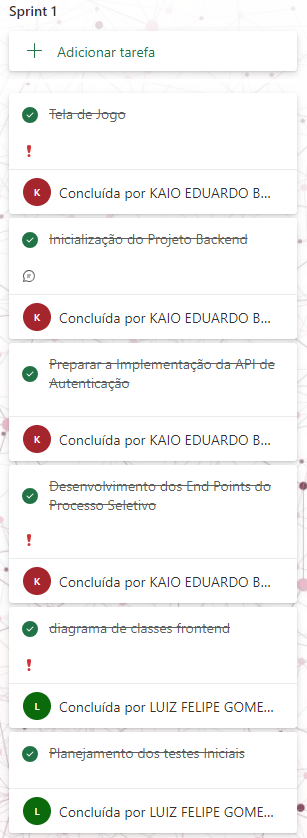 Sprint 1
Adicionar tarefa
Tela de Jogo
K Concluída por KAIO EDUARDO B...
Inicialização do Projeto Backend
K Concluída por KAIO EDUARDO B...
Preparar a Implementação da API de
Autenticação
K Concluída por KAIO EDUARDO B...
Desenvolvimento dos End Points do
Processo Seletivo
K Concluída por KAIO EDUARDO B...
diagrama de classes frontend
L Concluída por LUIZ FELIPE GOME...
Planejamento dos testes Iniciais
L Concluída por LUIZ FELIPE GOME...